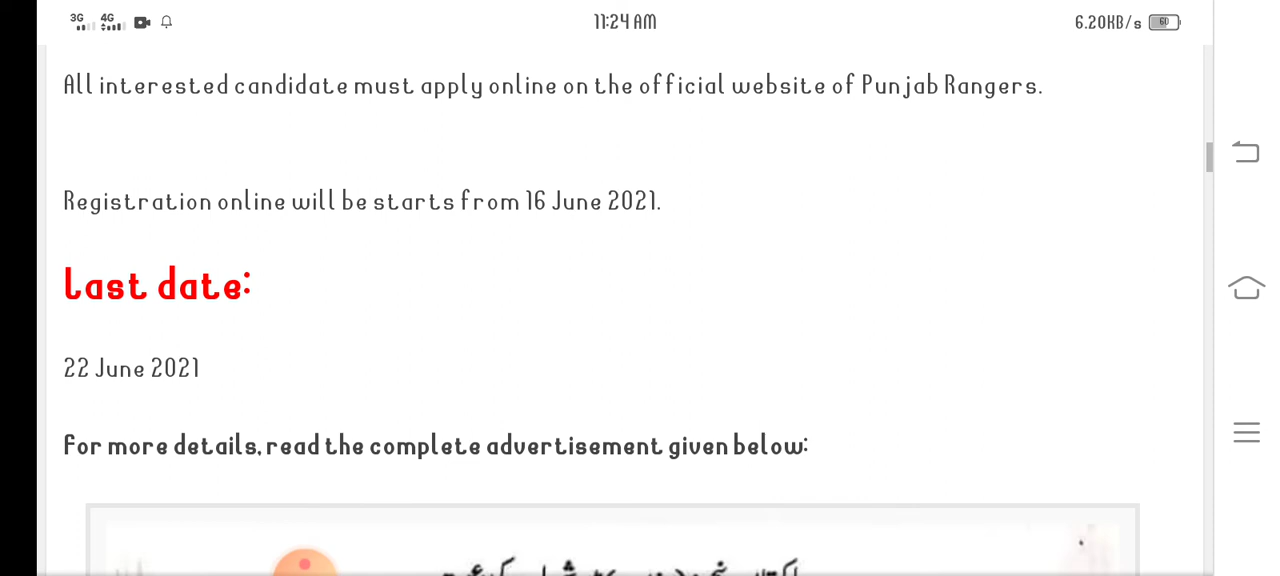 3G 4G 11:24 AM 6.20KB/s 60
All interested candidate must apply online on the official website of Punjab Rangers.
Registration online will be starts from 16 June 2021.
Last date:
22 June 2021
For more details, read the complete advertisement given below: